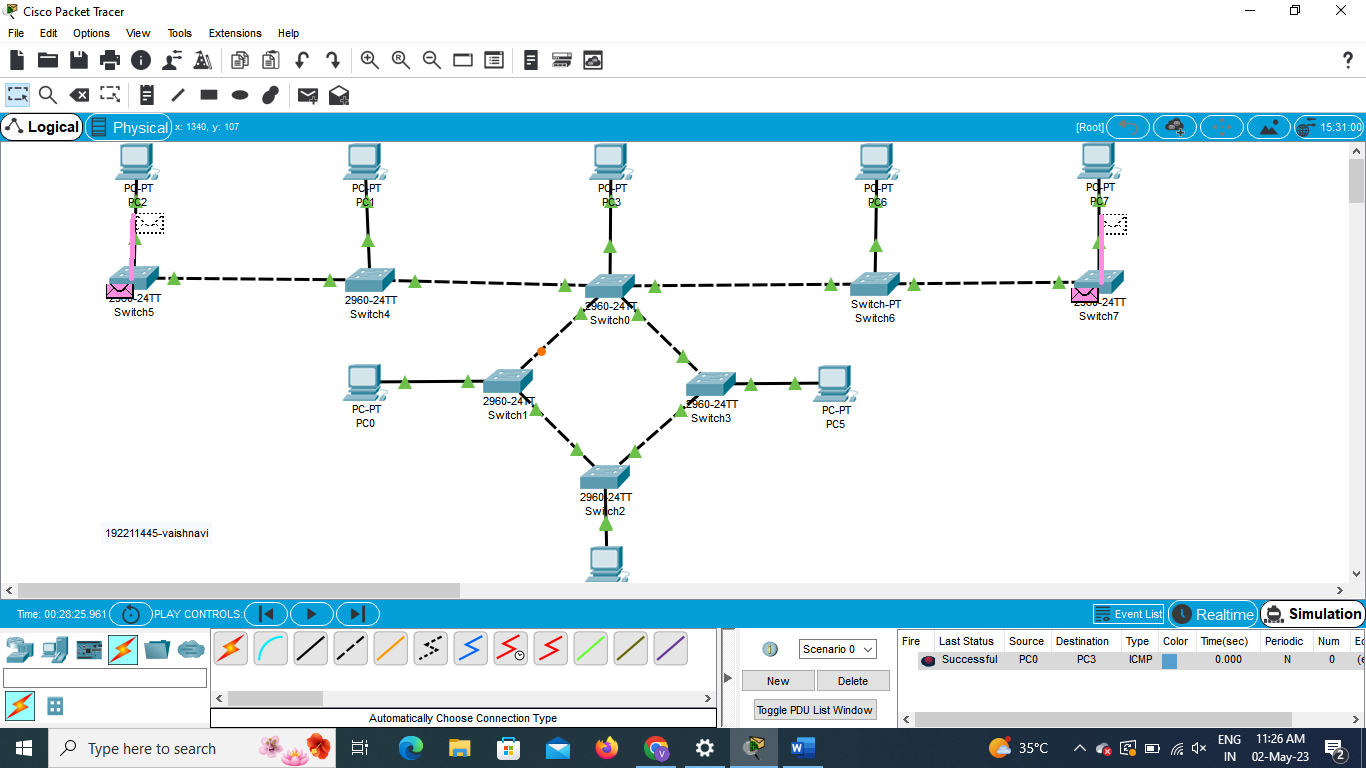 Cisco Packet Tracer
File Edit Options View Tools Extensions Help
Logical Physical x: 1340, y: 107 [Root] 15:31:00
PC-PT
PC2
PC-PT
PC1
PC-PT
PC3
PC-PT
PC6
PC-PT
PC7
2960-24TT
Switch5
2960-24TT
Switch4
2960-24TT
Switch0
Switch-PT
Switch6
2960-24TT
Switch7
PC-PT
PC0
2960-24TT
Switch1
2960-24TT
Switch3
PC-PT
PC5
2960-24TT
Switch2
192211445-vaishnavi
Time: 00:28:25.961 PLAY CONTROLS: Event List Realtime Simulation
Scenario 0
New Delete
Toggle PDU List Window
Fire Last Status Source Destination Type Color Time(sec) Periodic Num Ec
Successful PC0 PC3 ICMP 0.000 N 0 (e
Automatically Choose Connection Type
Type here to search
35°C
ENG
IN
11:26 AM
02-May-23
2